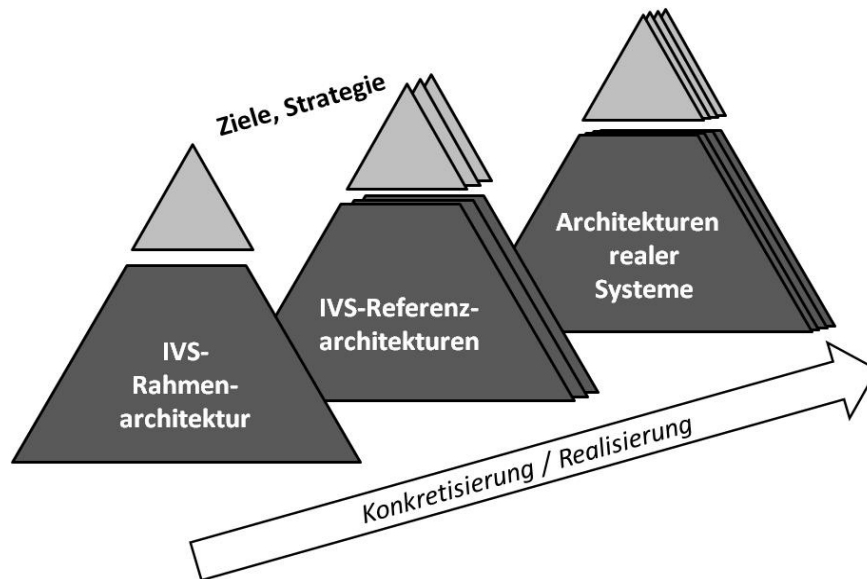 Ziele, Strategie
IVS-
Rahmen-
architektur
IVS-Referenz-
architekturen
Architekturen
realer
Systeme
Konkretisierung / Realisierung